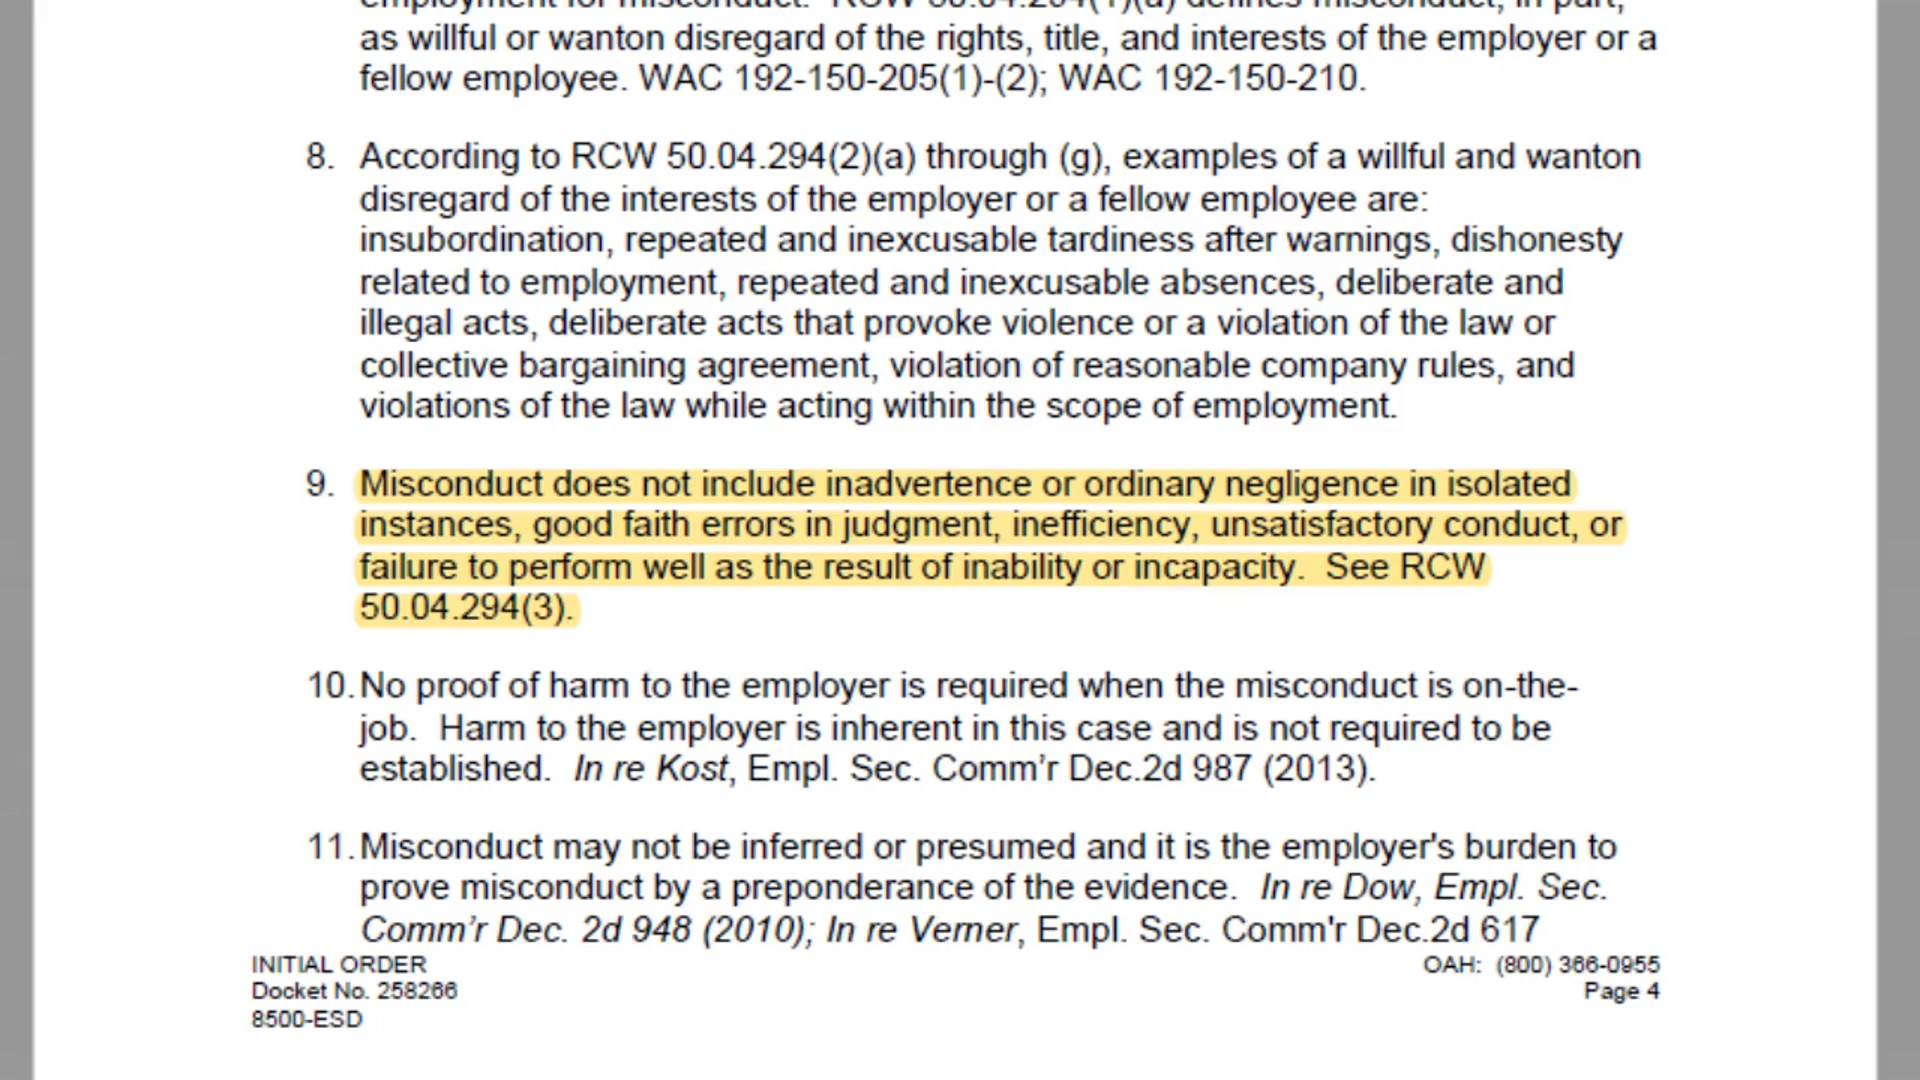 employment for misconduct. RCW 50.04.294(1)(a) defines misconduct, in part,
as willful or wanton disregard of the rights, title, and interests of the employer or a
fellow employee. WAC 192-150-205(1)-(2); WAC 192-150-210.
8. According to RCW 50.04.294(2)(a) through (g), examples of a willful and wanton
disregard of the interests of the employer or a fellow employee are:
insubordination, repeated and inexcusable tardiness after warnings, dishonesty
related to employment, repeated and inexcusable absences, deliberate and
illegal acts, deliberate acts that provoke violence or a violation of the law or
collective bargaining agreement, violation of reasonable company rules, and
violations of the law while acting within the scope of employment.
9. Misconduct does not include inadvertence or ordinary negligence in isolated
instances, good faith errors in judgment, inefficiency, unsatisfactory conduct, or
failure to perform well as the result of inability or incapacity. See RCW
50.04.294(3).
10. No proof of harm to the employer is required when the misconduct is on-the-
job. Harm to the employer is inherent in this case and is not required to be
established. In re Kost, Empl. Sec. Comm’r Dec.2d 987 (2013).
11. Misconduct may not be inferred or presumed and it is the employer's burden to
prove misconduct by a preponderance of the evidence. In re Dow, Empl. Sec.
Comm’r Dec. 2d 948 (2010); In re Verner, Empl. Sec. Comm'r Dec.2d 617
INITIAL ORDER
OAH: (800) 366-0955
Docket No. 258266
Page 4
8500-ESD